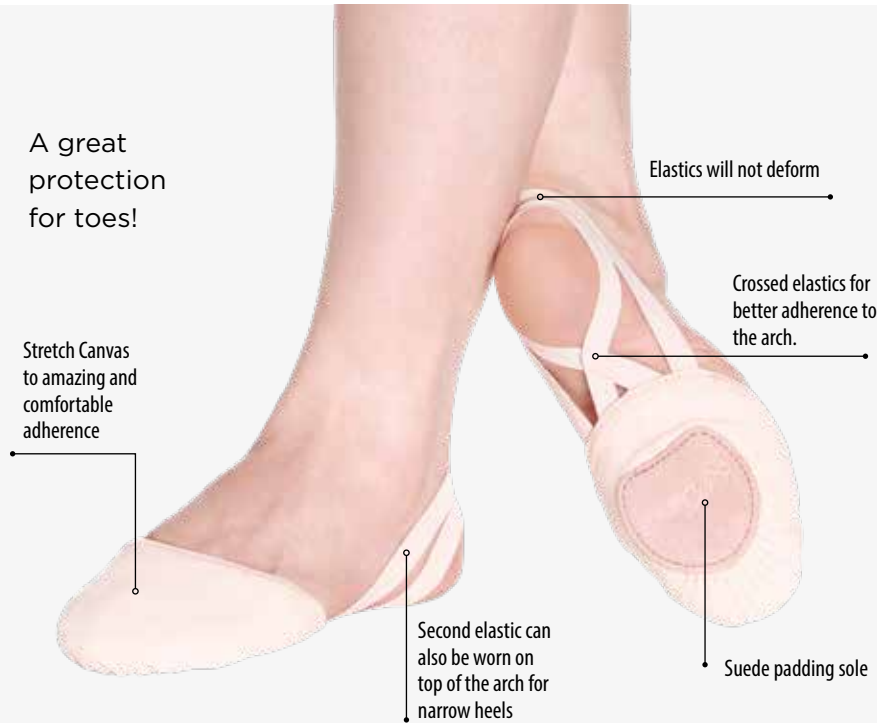 A great
protection
for toes!
Elastics will not deform
Crossed elastics for
better adherence to
the arch.
Stretch Canvas
to amazing and
comfortable
adherence
Second elastic can
also be worn on
top of the arch for
narrow heels
Suede padding sole